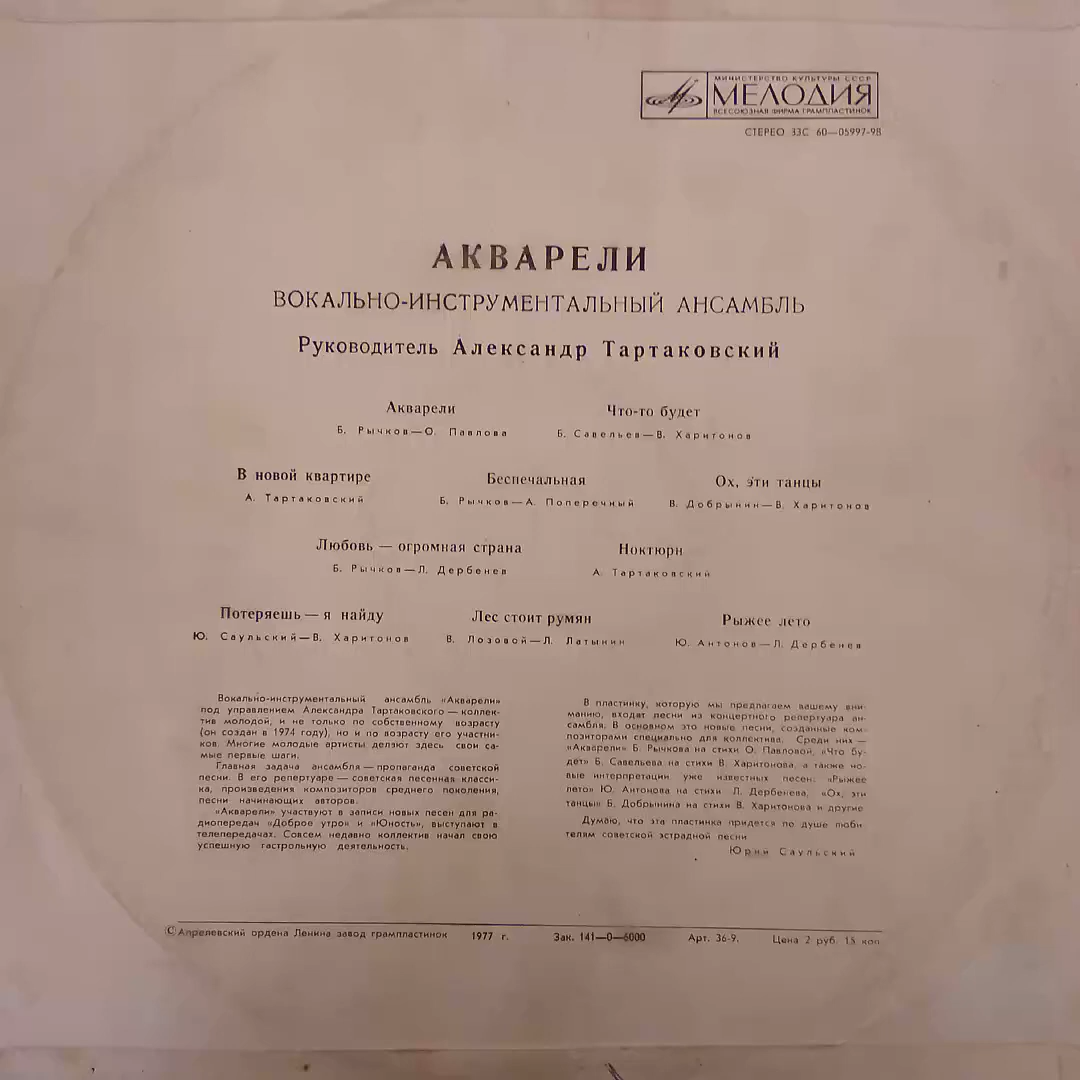 МИНИСТЕРСТВО КУЛЬТУРЫ СССР
МЕЛОДИЯ
ВСЕСОЮЗНАЯ ФИРМА ГРАМПЛАСТИНОК
СТЕРЕО 33С 60—05997-98
АКВАРЕЛИ
ВОКАЛЬНО-ИНСТРУМЕНТАЛЬНЫЙ АНСАМБЛЬ
Руководитель Александр Тартаковский
Акварели Что-то будет
Б. Рычков—О. Павлова Б. Савельев—В. Харитонов
В новой квартире Беспечальная Ох, эти танцы
А. Тартаковский Б. Рычков—А. Поперечный В. Добрынин—В. Харитонов
Любовь — огромная страна Ноктюрн
Б. Рычков—Л. Дербенев А. Тартаковский
Потеряешь — я найду Лес стоит румян Рыжее лето
Ю. Саульский—В. Харитонов В. Лозовой—Л. Латынин Ю. Антонов—Л. Дербенев
Вокально-инструментальный ансамбль «Акварели»
под управлением Александра Тартаковского — коллек-
тив молодой, и не только по собственному возрасту
(он создан в 1974 году), но и по возрасту его участни-
ков. Многие молодые артисты делают здесь свои са-
мые первые шаги.
Главная задача ансамбля — пропаганда советской
песни. В его репертуаре — советская песенная класси-
ка, произведения композиторов среднего поколения,
песни начинающих авторов.
«Акварели» участвуют в записи новых песен для ра-
диопередач «Доброе утро» и «Юность», выступают в
телепередачах. Совсем недавно коллектив начал свою
успешную гастрольную деятельность.
В пластинку, которую мы предлагаем вашему вни-
манию, входят песни из концертного репертуара ан-
самбля. В основном это новые песни, созданные ком-
позиторами специально для коллектива. Среди них —
«Акварели» Б. Рычкова на стихи О. Павловой, «Что бу-
дет» Б. Савельева на стихи В. Харитонова, а также но-
вые интерпретации уже известных песен: «Рыжее
лето» Ю. Антонова на стихи Л. Дербенева, «Ох, эти
танцы» Б. Добрынина на стихи В. Харитонова и другие
Думаю, что эта пластинка придется по душе люби-
телям советской эстрадной песни
Юрий Саульский
© Апрелевский ордена Ленина завод грампластинок 1977 г. Зак. 141—0—6000 Арт. 36-9. Цена 2 руб. 15 коп